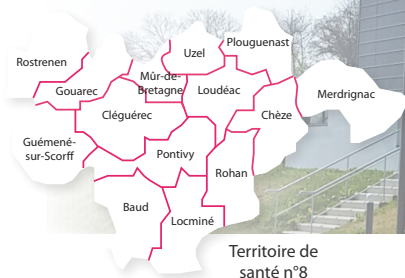 Rostrenen
Gouarec
Mûr-de-
Bretagne
Uzel
Plouguenast
Loudéac
Merdrignac
Cléguérec
Chèze
Guémené-
sur-Scorff
Pontivy
Rohan
Baud
Locminé
Territoire de
santé n°8